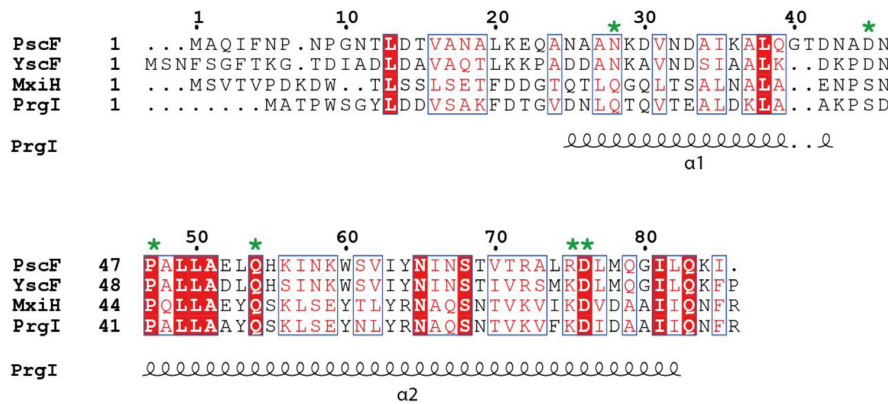 * *
1 10 20 30 40
PscF 1 ...MAQIFNP.NPGNTLDTVANALKEQANAANKDVNDAIKALQGTDNADN
YscF 1 MSNFSGFTKG.TDIADLDAVAQTLKKPADDANKAVNDSIAALK..DKPDN
MxiH 1 ...MSVTVPDKDW..TLSSLSETFDDGTQGQLTSALNALA..ENPSN
PrgI 1 ........MATPWSGYLDDVSAKFDTGVDNLQTQVTEALDKLA..AKPSD
PrgI ..
α1
* * **
50 60 70 80
PscF 47 PALLAELQHKINKWSVIYNINSTVTRALRDLMQGILQKI.
YscF 48 PALLADLQHSINKWSVIYNINSTIVRSMKDLMQGILQKFP
MxiH 44 PQLLAEYQSKLSEYTLYRNAQSNTVKVIKDVDAAIIQNFR
PrgI 41 PALLAAYQSKLSEYNLYRNAQSNTVKVFKDIDAAIIQNFR
PrgI
α2